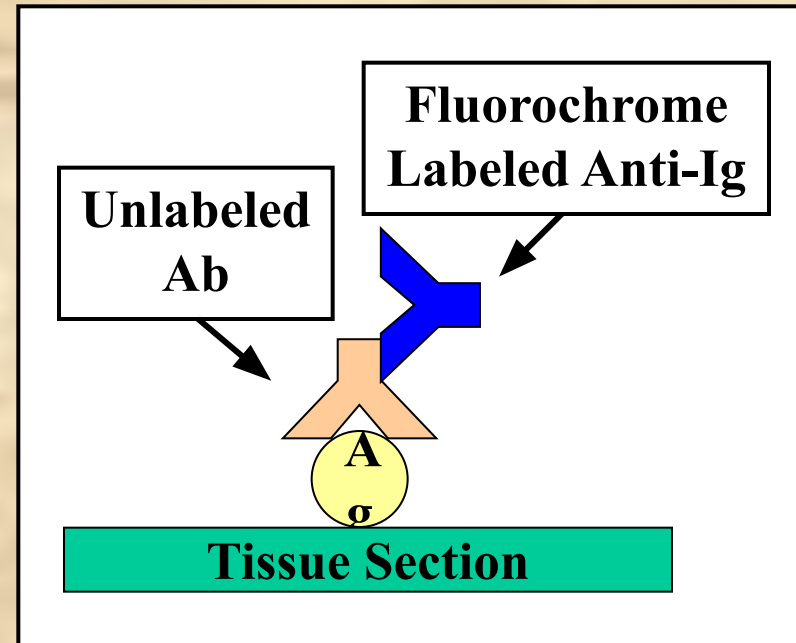 Fluorochrome
Labeled Anti-Ig
Unlabeled
Ab
A
g
Tissue Section